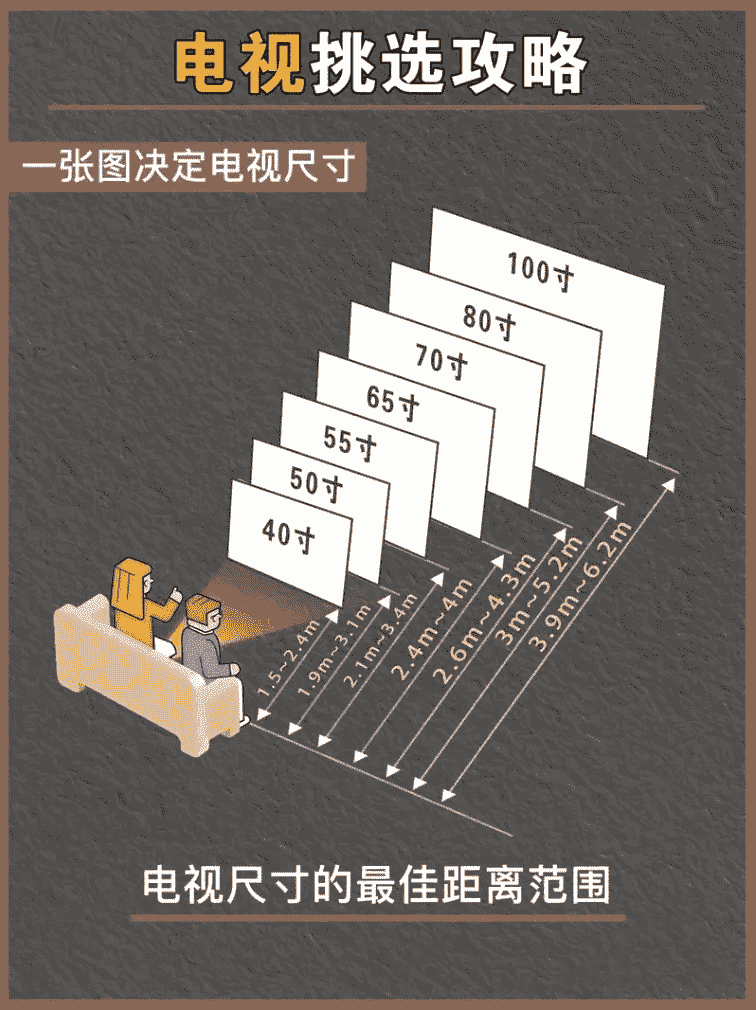 电视挑选攻略
一张图决定电视尺寸
100寸
80寸
70寸
65寸
55寸
50寸
40寸
1.5~2.4m
1.9m~3.1m
2.1m~3.4m
2.4m~4m
2.6m~4.3m
3m~5.2m
3.9m~6.2m
电视尺寸的最佳距离范围